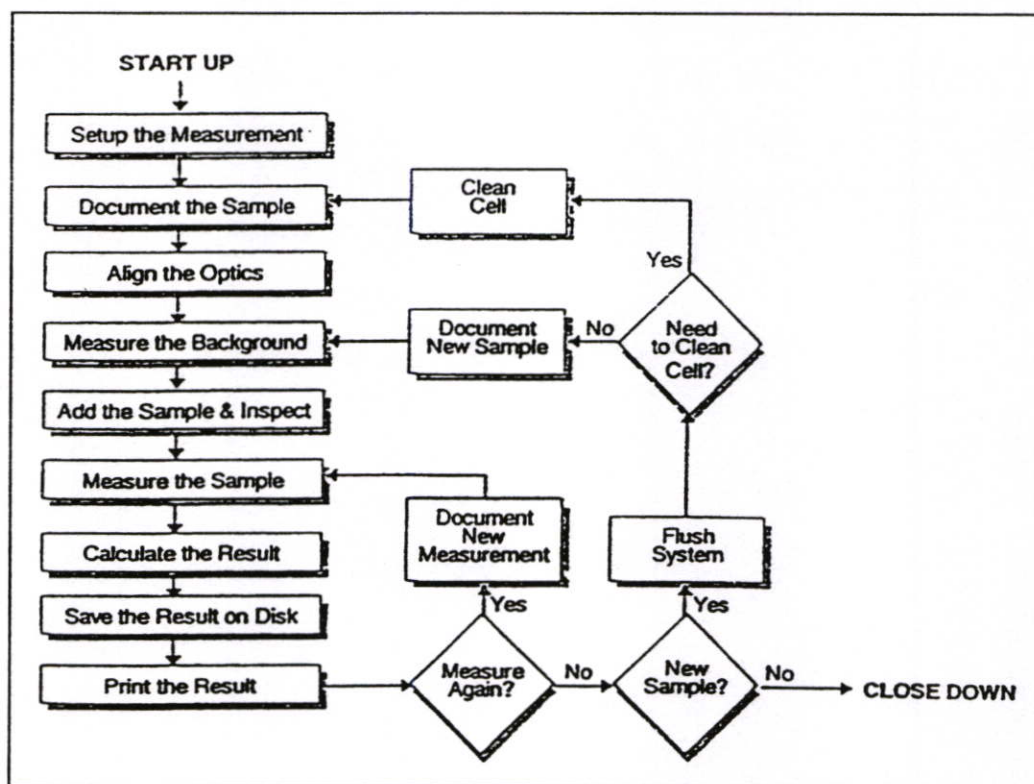 START UP
Setup the Measurement
Document the Sample
Align the Optics
Measure the Background
Add the Sample & Inspect
Measure the Sample
Calculate the Result
Save the Result on Disk
Print the Result
Measure
Again?
Yes
Document
New
Measurement
No
New
Sample?
No
CLOSE DOWN
Yes
Flush
System
Need
to Clean
Cell?
No
Document
New Sample
Yes
Clean
Cell